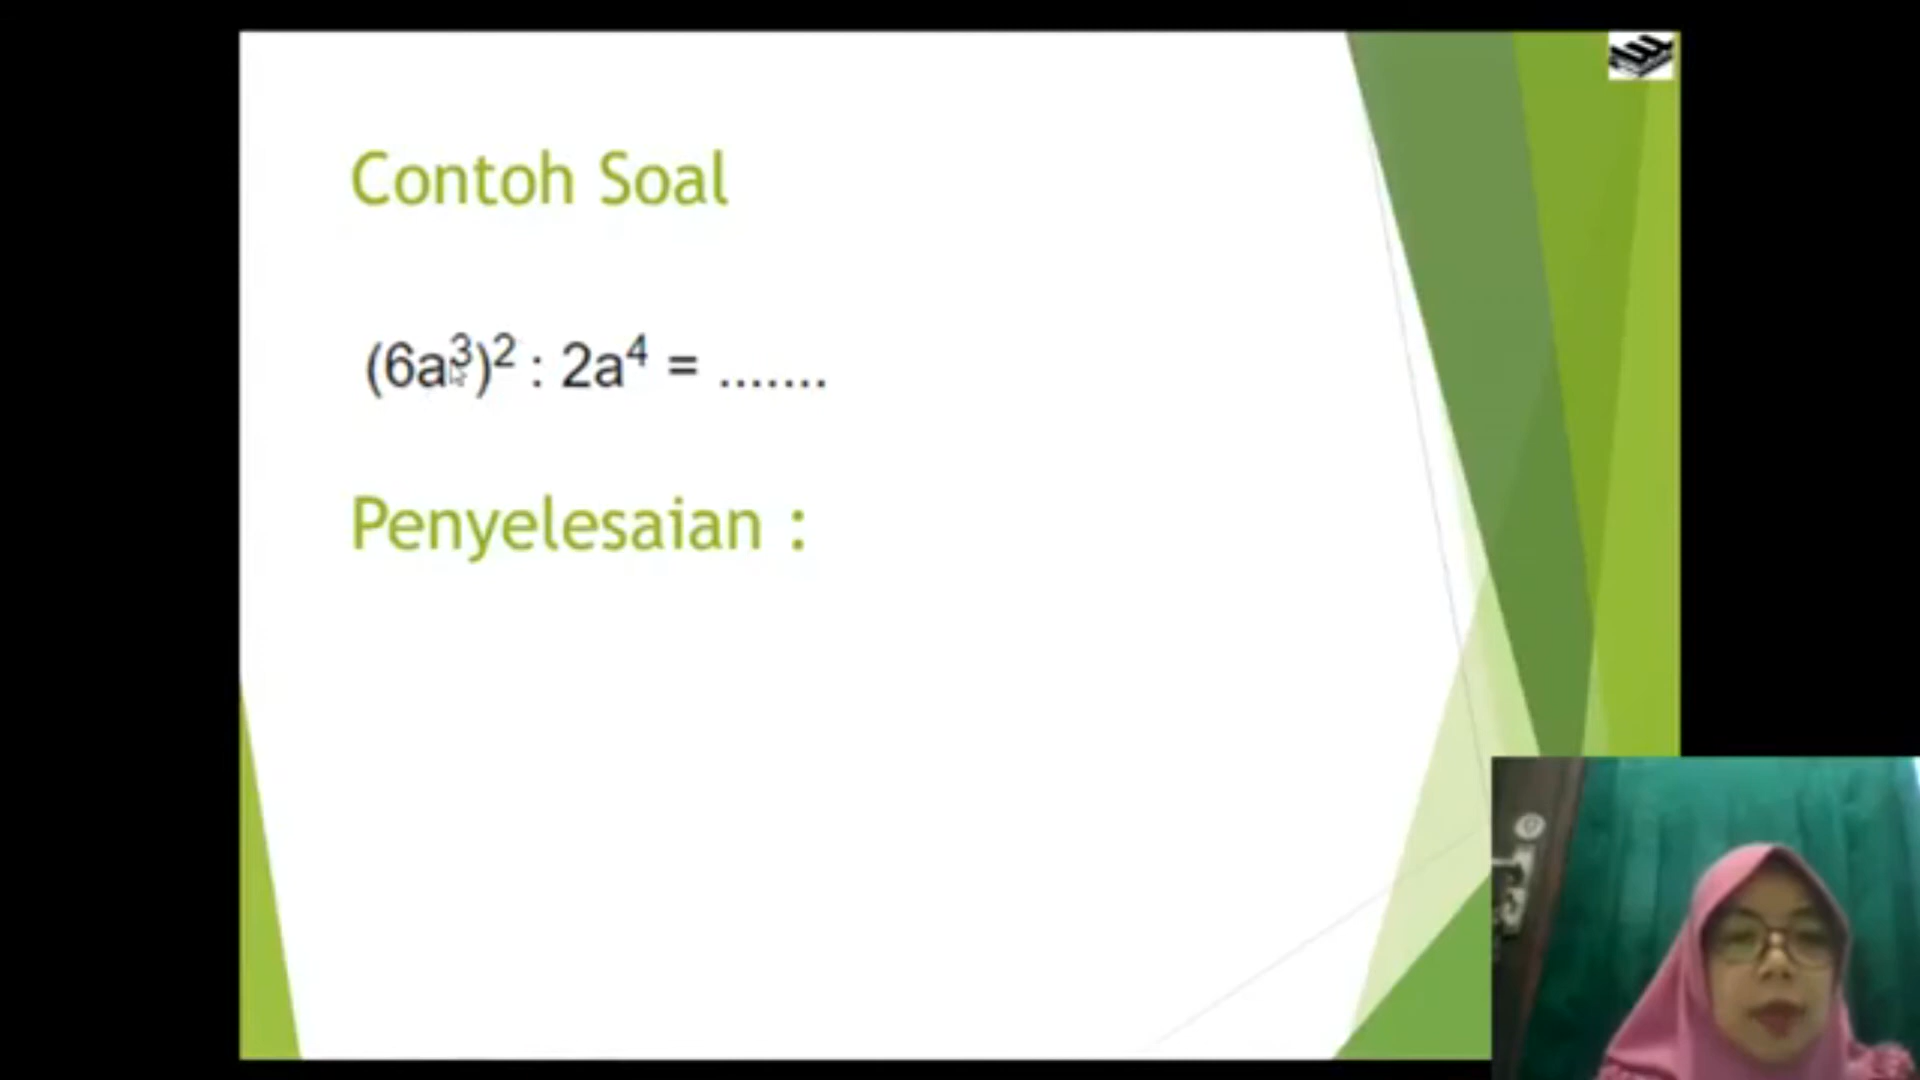 Contoh Soal
(6a³)² : 2a⁴ = .......
Penyelesaian :